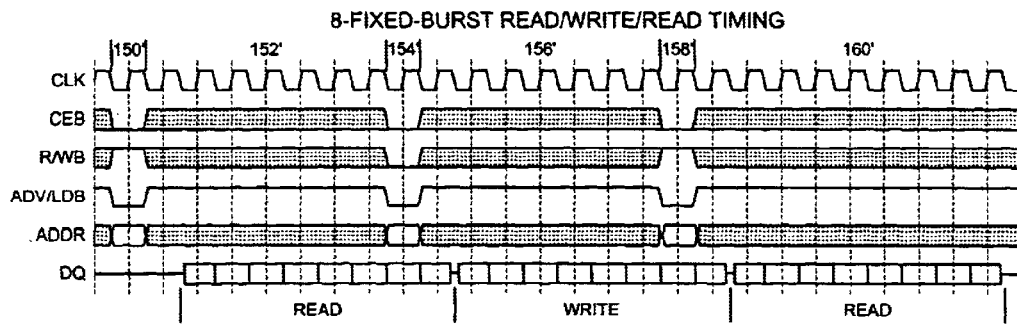 8-FIXED-BURST READ/WRITE/READ TIMING
150' 152' 154' 156' 158' 160'
CLK
CEB
R/WB
ADV/LDB
ADDR
DQ
READ WRITE READ